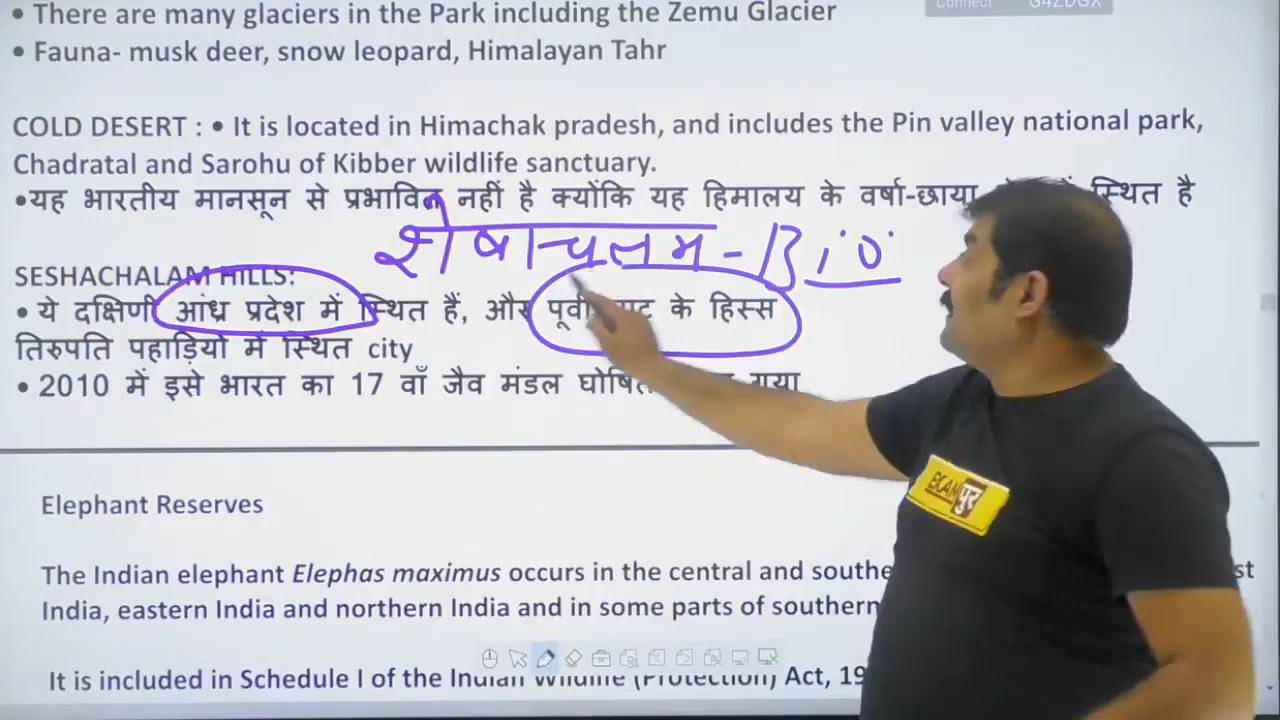 • There are many glaciers in the Park including the Zemu Glacier
Connect G4ZDGX
• Fauna- musk deer, snow leopard, Himalayan Tahr
COLD DESERT : • It is located in Himachak pradesh, and includes the Pin valley national park,
Chadratal and Sarohu of Kibber wildlife sanctuary.
•यह भारतीय मानसून से प्रभावित नहीं है क्योंकि यह हिमालय के वर्षा-छाया स्थित है
शेषाचलम - Bio
SESHACHALAM HILLS:
• ये दक्षिणी आंध्र प्रदेश में स्थित हैं, और पूर्वी के हिस्स
तिरुपति पहाड़ियो में स्थित city
• 2010 में इसे भारत का 17 वाँ जैव मंडल घोषित गया
Elephant Reserves
The Indian elephant Elephas maximus occurs in the central and southe st
India, eastern India and northern India and in some parts of southern
EXAMपुर
It is included in Schedule I of the Indian Wildlife (Protection) Act, 19